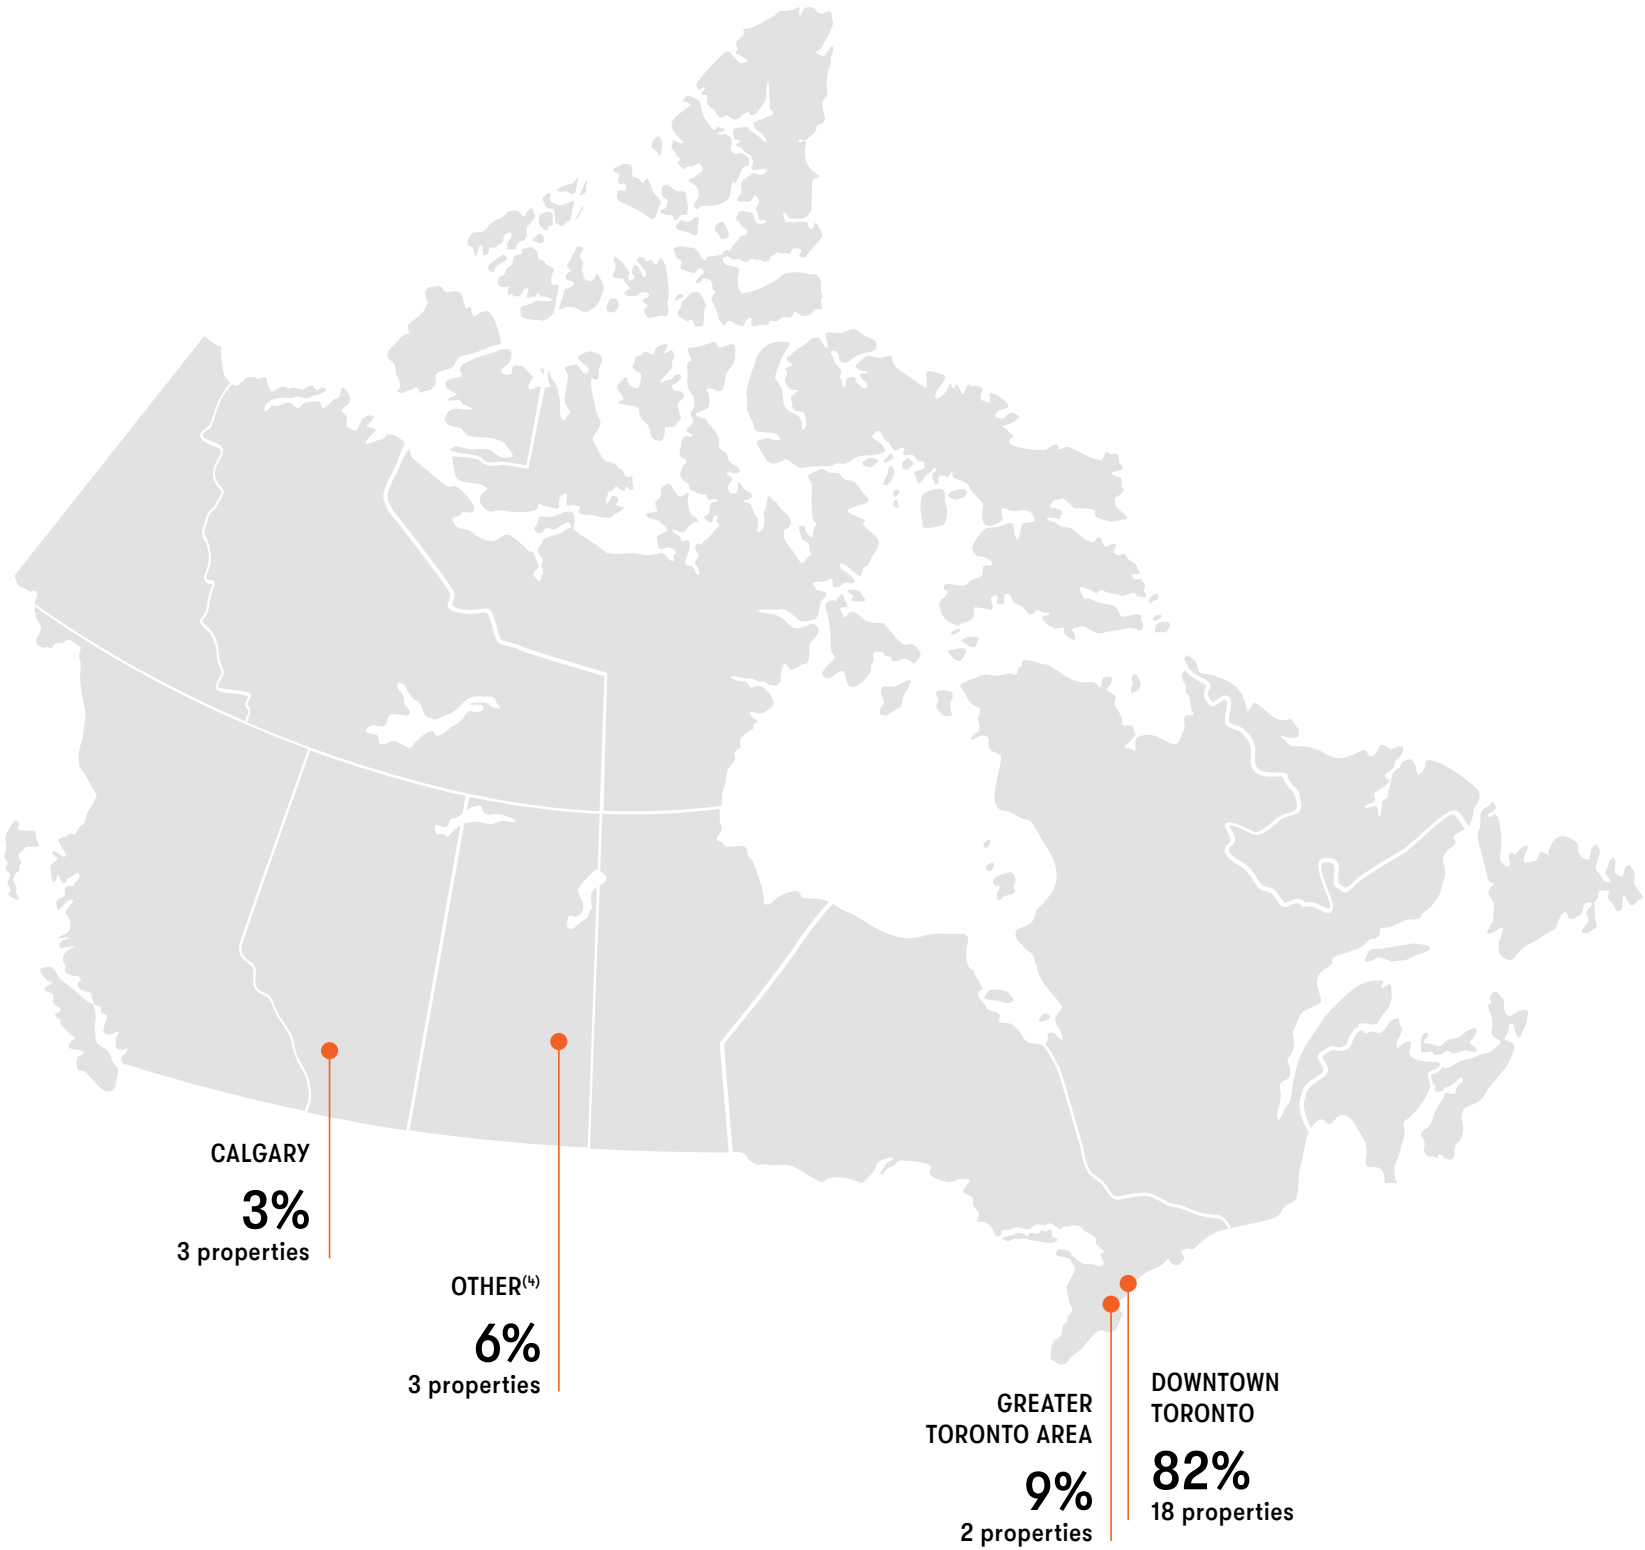 CALGARY
3%
3 properties
OTHER⁽⁴⁾
6%
3 properties
GREATER
TORONTO AREA
9%
2 properties
DOWNTOWN
TORONTO
82%
18 properties